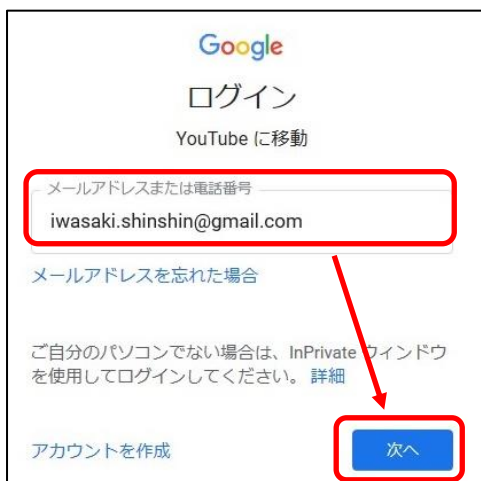 Google
ログイン
YouTube に移動
メールアドレスまたは電話番号
iwasaki.shinshin@gmail.com
メールアドレスを忘れた場合
ご自分のパソコンでない場合は、InPrivate ウィンドウ
を使用してログインしてください。 詳細
アカウントを作成
次へ